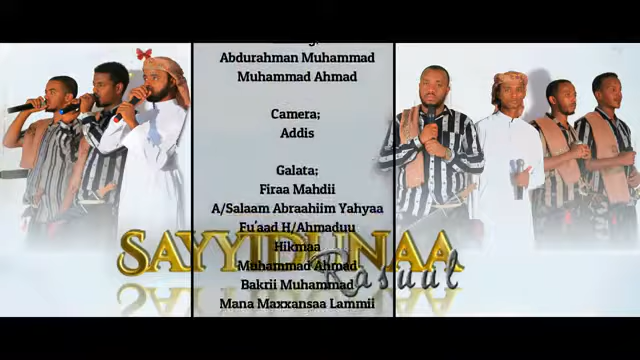 Abdurahman Muhammad
Muhammad Ahmad
Camera;
Addis
Galata;
Firaa Mahdii
A/Salaam Abraahiim Yahyaa
Fu'aad H/Ahmaduu
Hikmaa
Muhammad Ahmad
Bakrii Muhammad
Mana Maxxansaa Lammii
SAYYIDUNAA
Rasuul